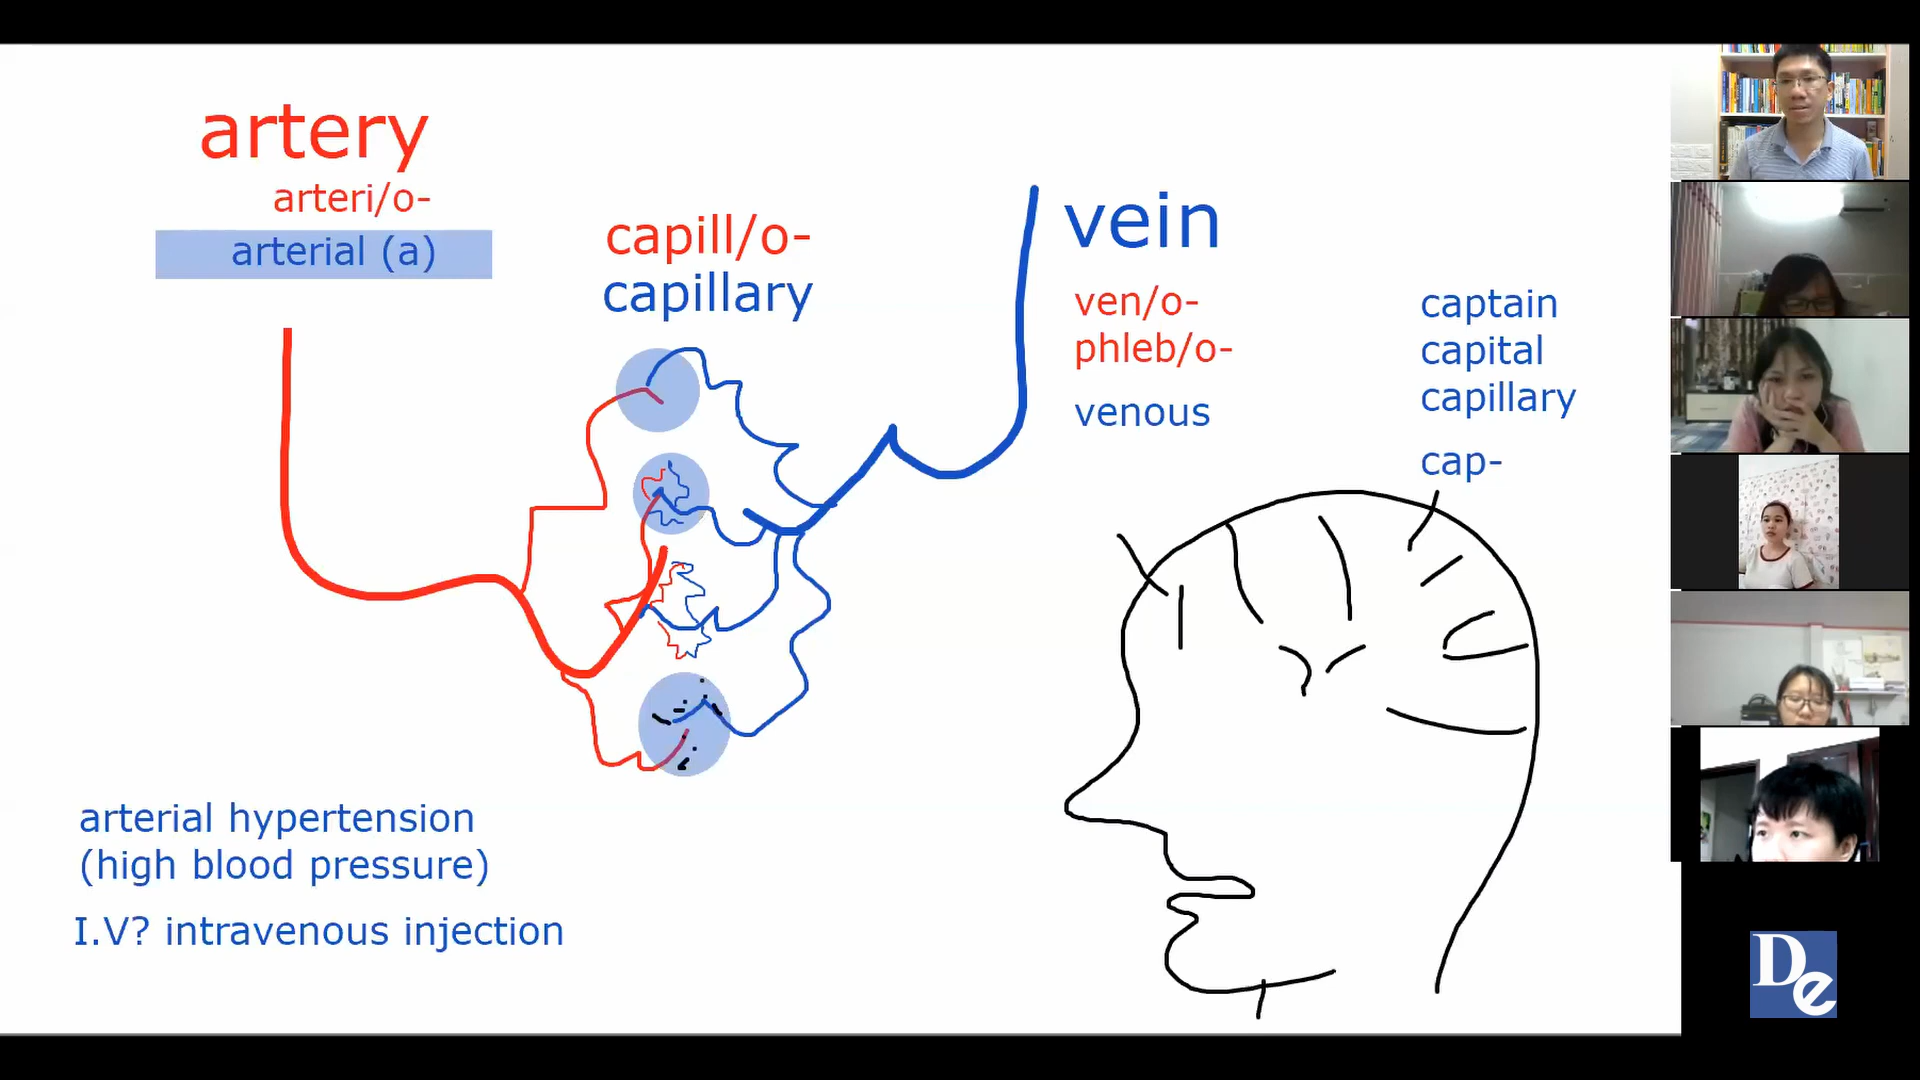 artery
arteri/o-
arterial (a)
capill/o-
capillary
vein
ven/o-
phleb/o-
venous
captain
capital
capillary
cap-
arterial hypertension
(high blood pressure)
I.V? intravenous injection
De